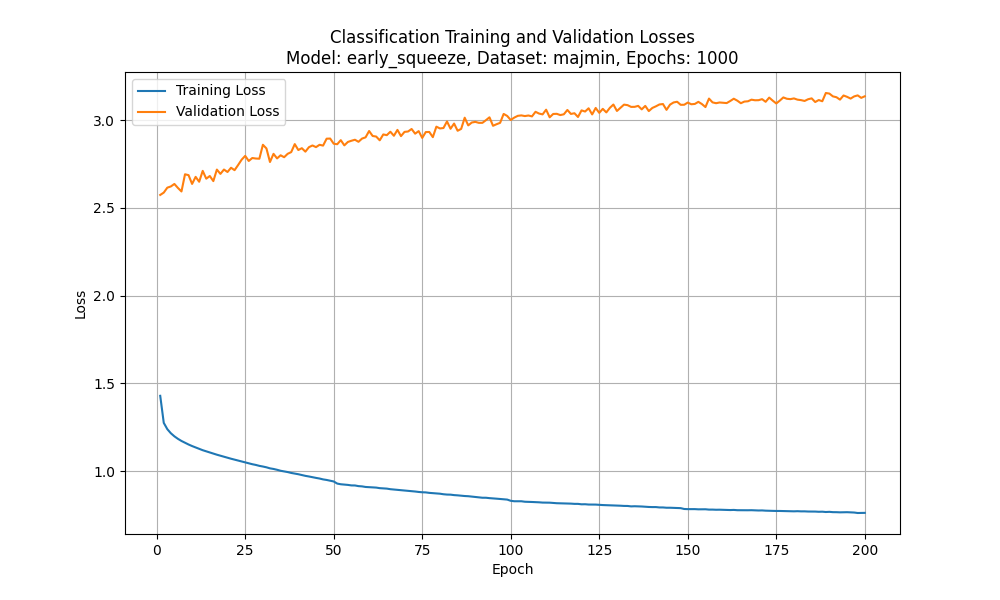 Classification Training and Validation Losses
Model: early_squeeze, Dataset: majmin, Epochs: 1000
Training Loss
Validation Loss
3.0
2.5
2.0
1.5
1.0
Loss
0 25 50 75 100 125 150 175 200
Epoch